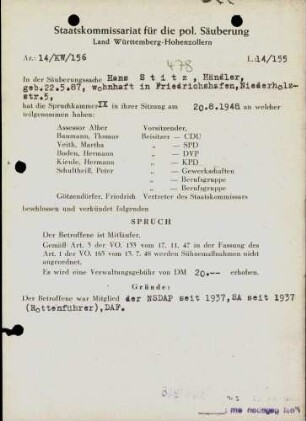 Staatskommissariat für die pol. Säuberung
Land Württemberg-Hohenzollern
Az.: 14/KW/156
L 14/155
478
In der Säuberungssache Hans Stitz, Händler,
geb.22.5.87, wohnhaft in Friedrichshafen, Niederholz-
str.5,
hat die Spruchkammer IX in ihrer Sitzung am 20.8.1948 an welcher
teilgenommen haben:
Assessor Alber Vorsitzender,
Baumann, Thomas Beisitzer — CDU
Veith, Martha „ — SPD
Boden, Hermann „ — DVP
Kienle, Hermann „ — KPD
Schultheiß, Peter „ — Gewerkschaften
„ — Berufsgruppe
„ — Berufsgruppe
Götzendörfer, Friedrich Vertreter des Staatskommissars
beschlossen und verkündet folgenden
SPRUCH
Der Betroffene ist Mitläufer.
Gemäß Art. 3 der VO. 133 vom 17. 11. 47 in der Fassung des
Art. 1 der VO. 165 vom 13. 7. 48 werden Sühnemaßnahmen nicht
angeordnet.
Es wird eine Verwaltungsgebühr von DM 20.-- erhoben.
Gründe:
Der Betroffene war Mitglied der NSDAP seit 1937, SA seit 1937
(Rottenführer), DAF.